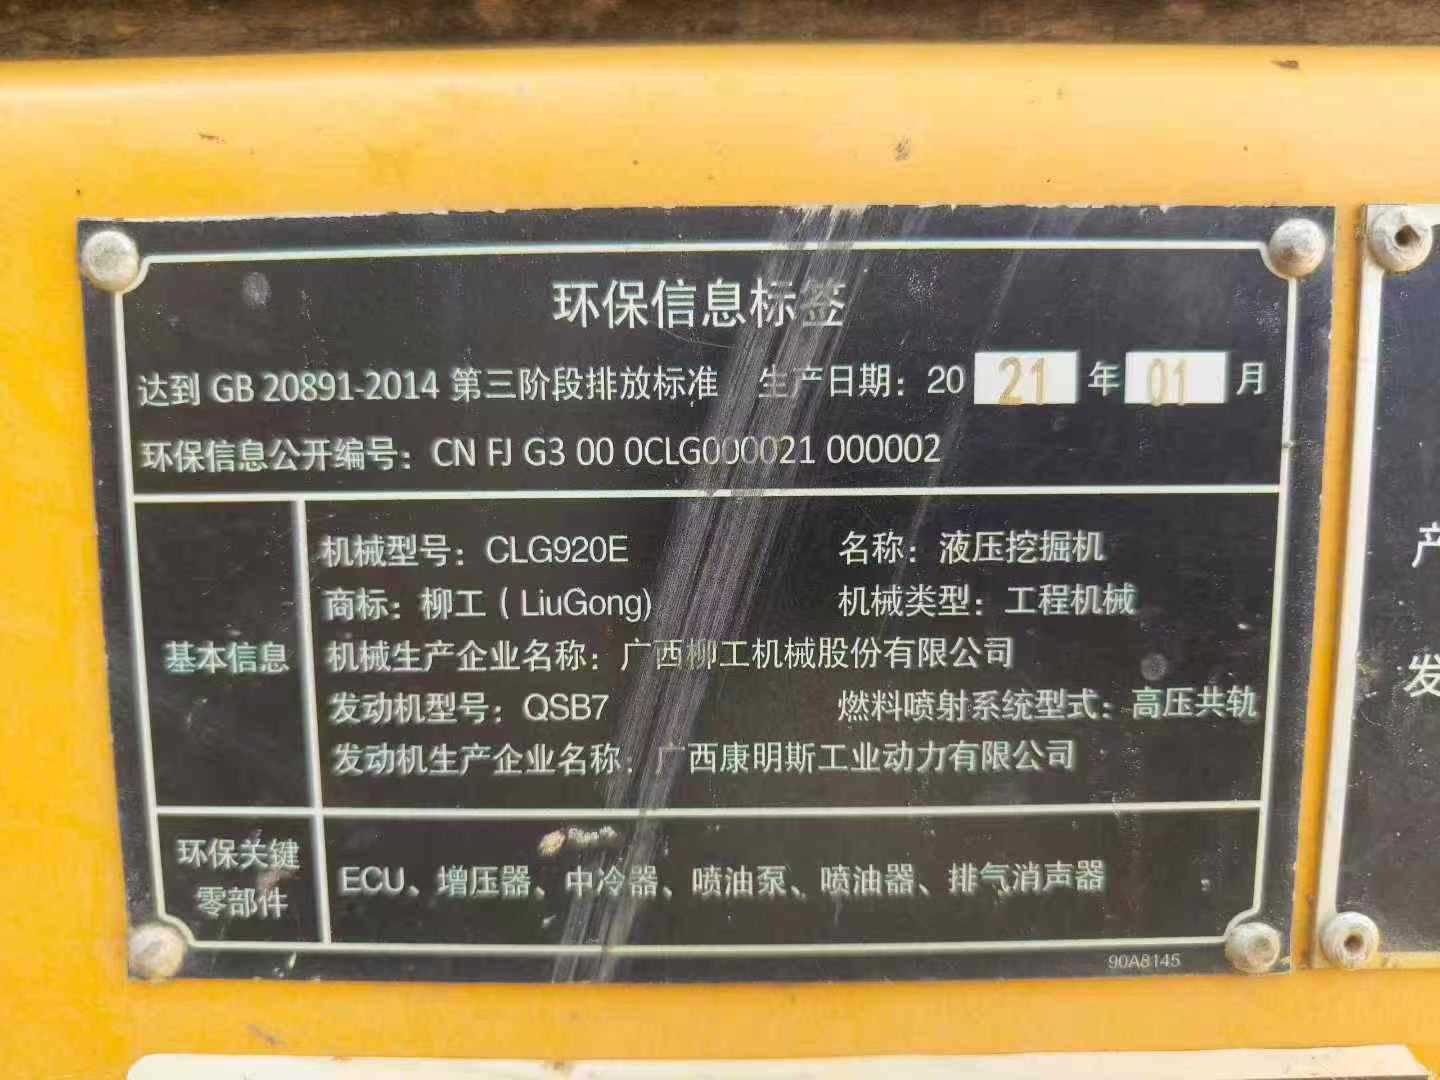 环保信息标签
达到 GB 20891-2014 第三阶段排放标准 生产日期：20 21 年 01 月
环保信息公开编号：CN FJ G3 00 0CLG000021 000002
基本信息
机械型号：CLG920E 名称：液压挖掘机
商标：柳工（LiuGong) 机械类型：工程机械
机械生产企业名称：广西柳工机械股份有限公司
发动机型号：QSB7 燃料喷射系统型式：高压共轨
发动机生产企业名称：广西康明斯工业动力有限公司
环保关键
零部件
ECU、增压器、中冷器、喷油泵、喷油器、排气消声器
90A8145
产
发